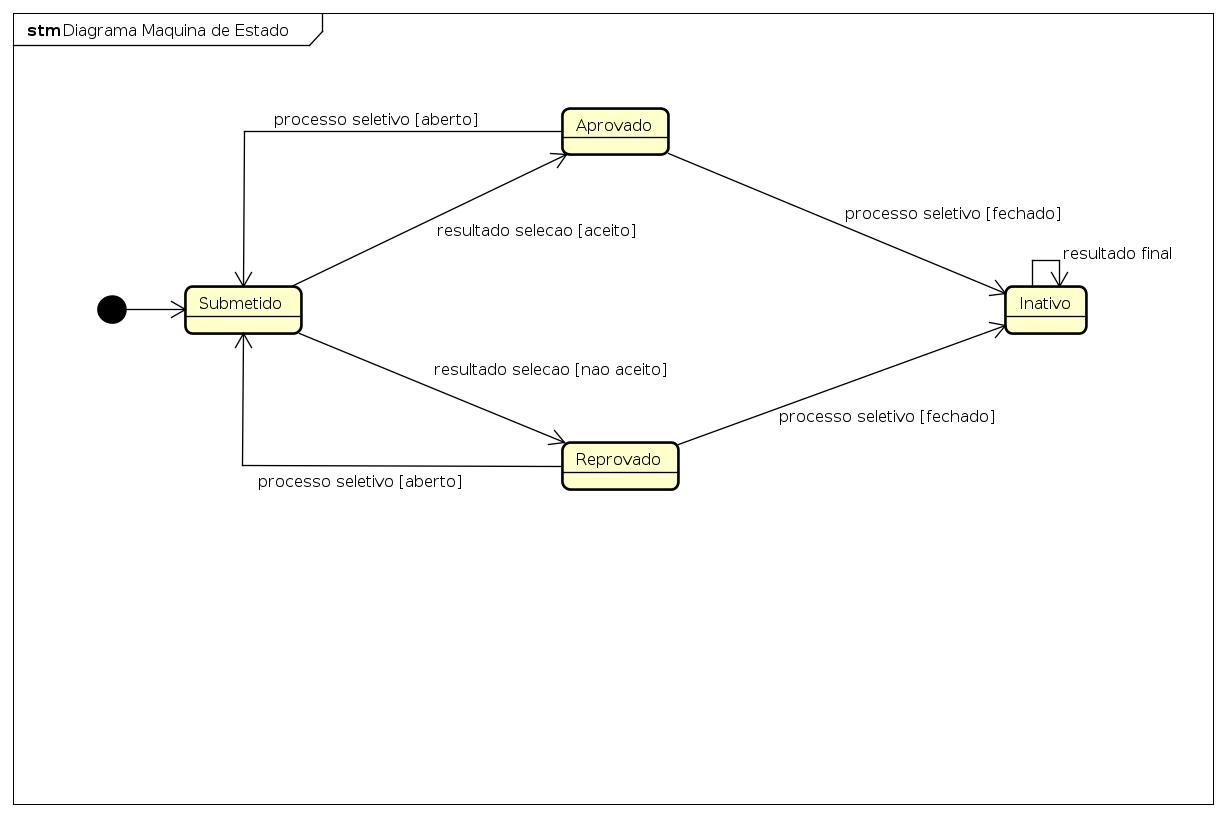 stm Diagrama Maquina de Estado
processo seletivo [aberto]
Aprovado
resultado selecao [aceito]
processo seletivo [fechado]
resultado final
Submetido
Inativo
resultado selecao [nao aceito]
processo seletivo [fechado]
Reprovado
processo seletivo [aberto]